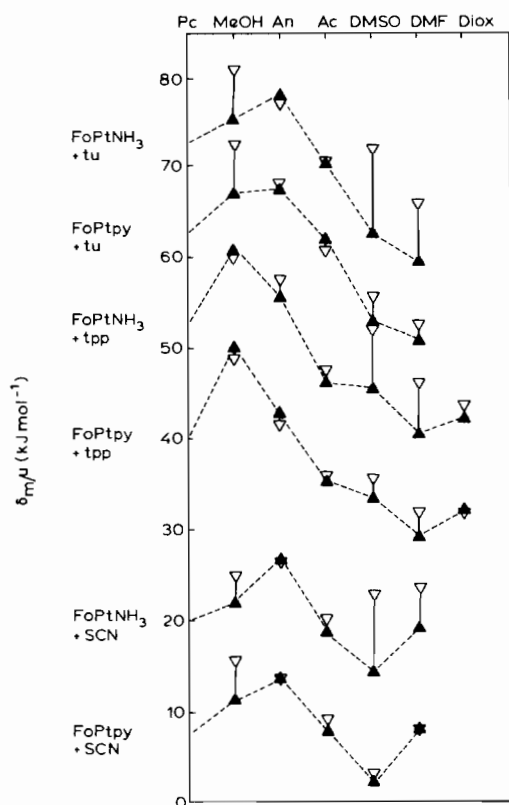 Pc MeOH An Ac DMSO DMF Diox
80
FoPtNH₃
+ tu
70
FoPtpy
+ tu
60
FoPtNH₃
+ tpp
50
FoPtpy
+ tpp
40
δm/μ (kJ mol⁻¹)
30
FoPtNH₃
+ SCN
20
FoPtpy
+ SCN
10
0